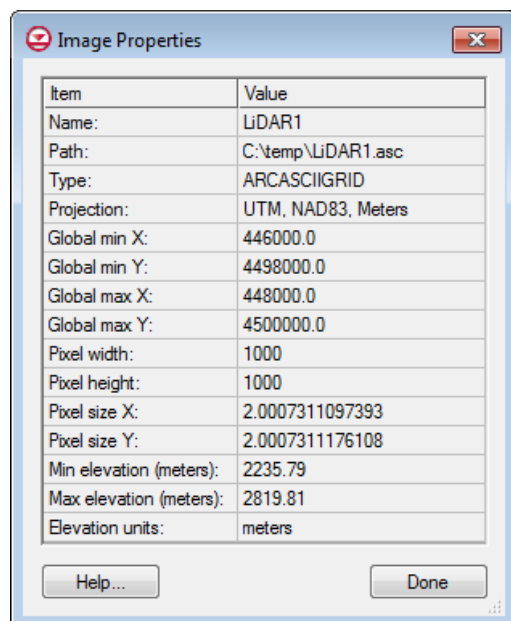 Image Properties
Item Value
Name: LiDAR1
Path: C:\temp\LiDAR1.asc
Type: ARCASCIIGRID
Projection: UTM, NAD83, Meters
Global min X: 446000.0
Global min Y: 4498000.0
Global max X: 448000.0
Global max Y: 4500000.0
Pixel width: 1000
Pixel height: 1000
Pixel size X: 2.0007311097393
Pixel size Y: 2.0007311176108
Min elevation (meters): 2235.79
Max elevation (meters): 2819.81
Elevation units: meters
Help... Done